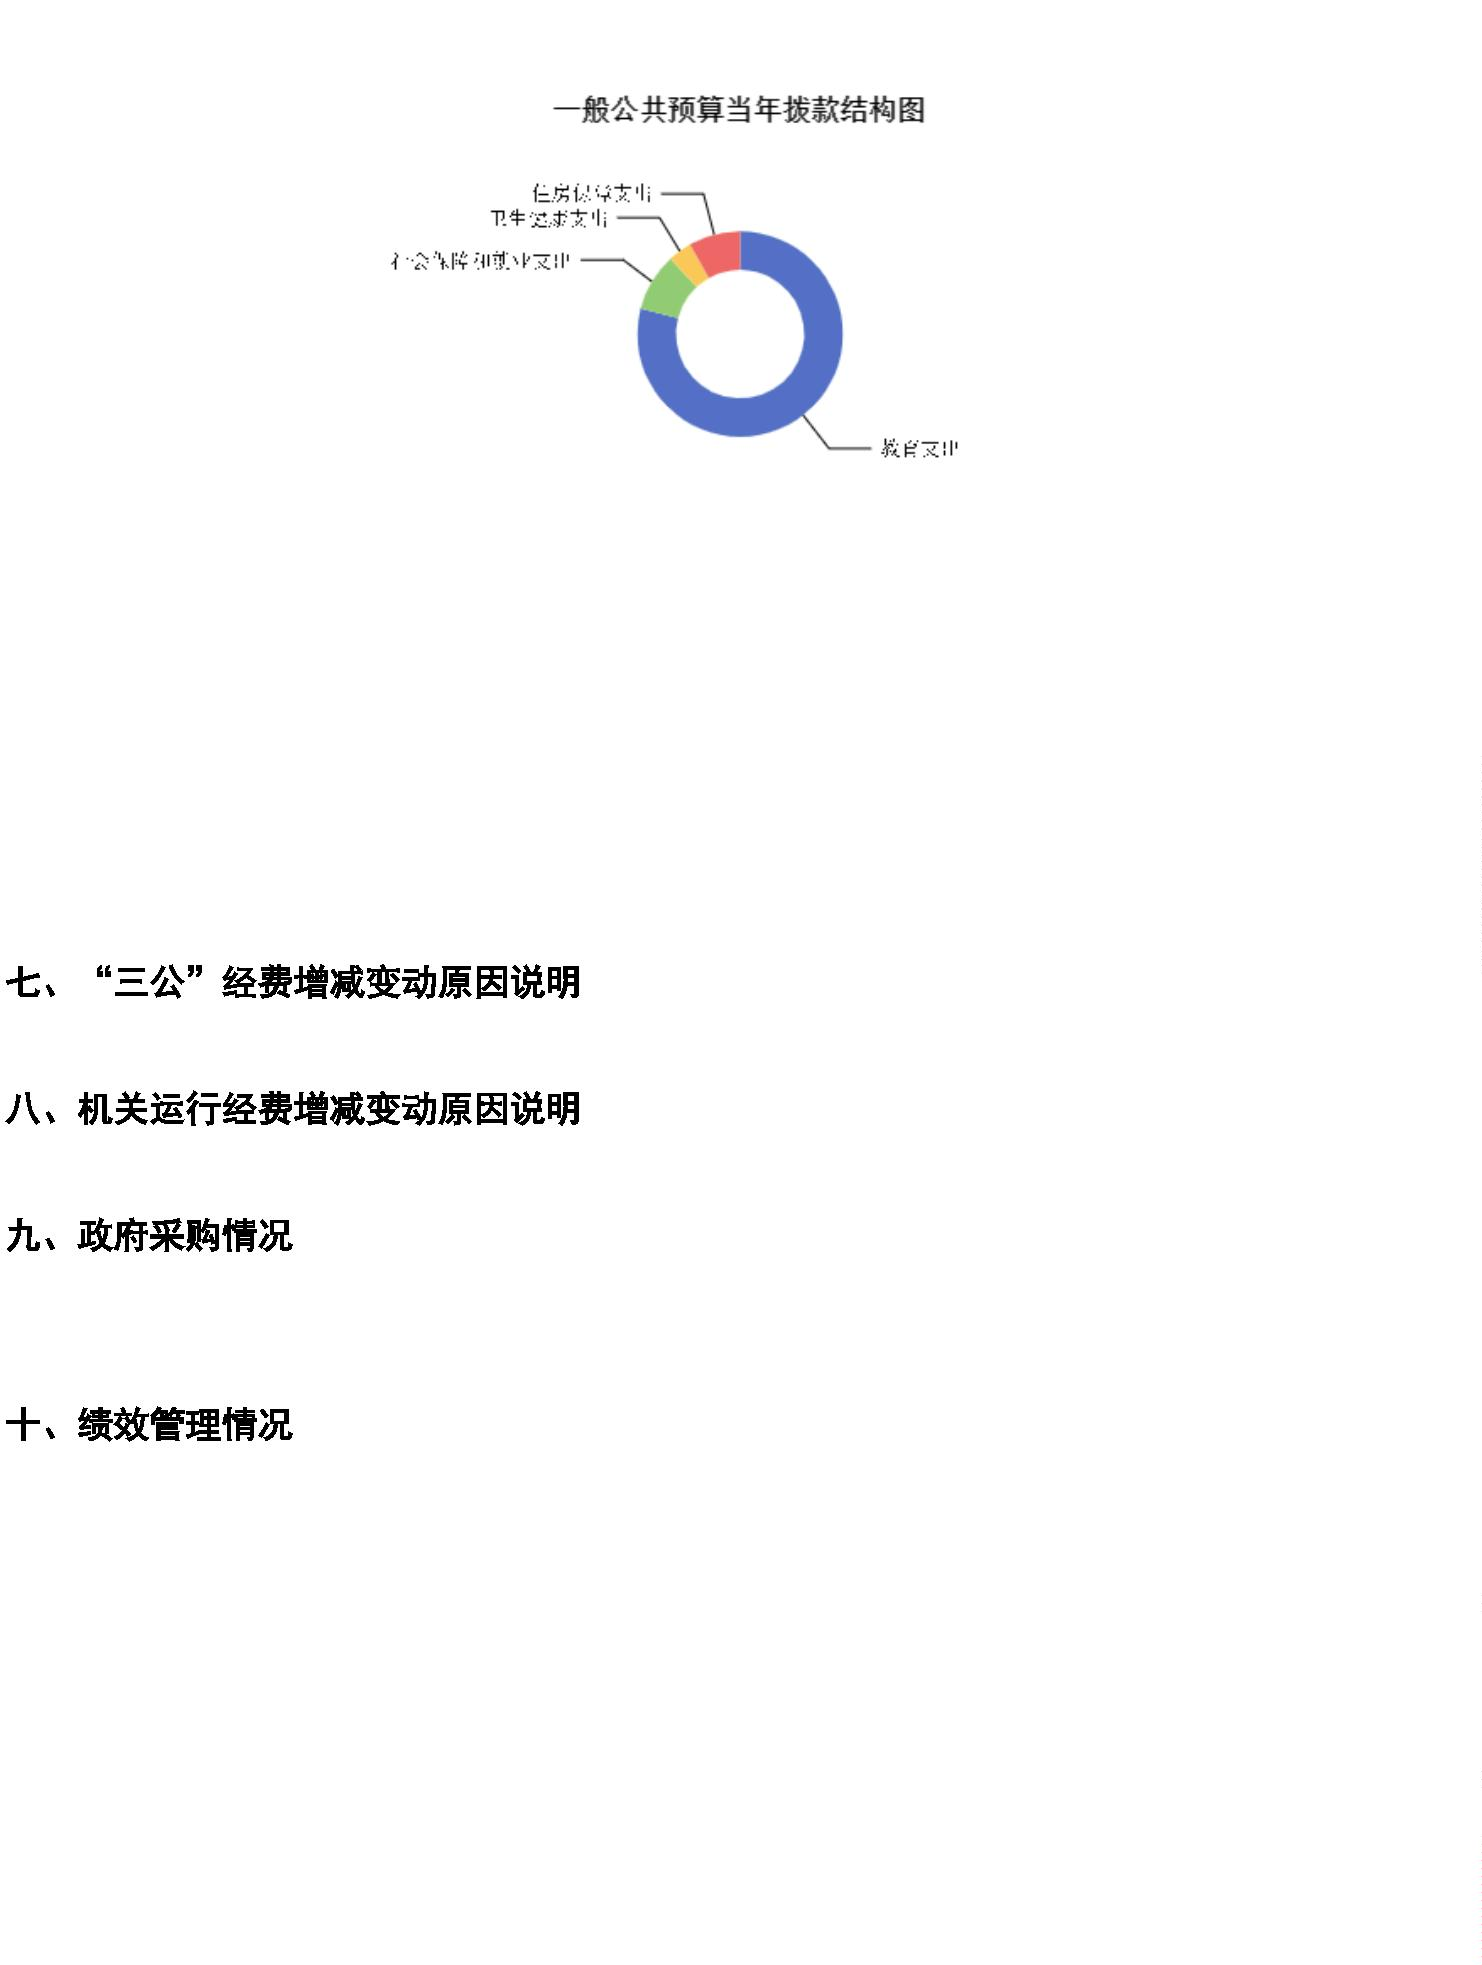 一般公共预算当年拨款结构图
住房保障支出
卫生健康支出
社会保障和就业支出
教育支出
七、“三公”经费增减变动原因说明
八、机关运行经费增减变动原因说明
九、政府采购情况
十、绩效管理情况